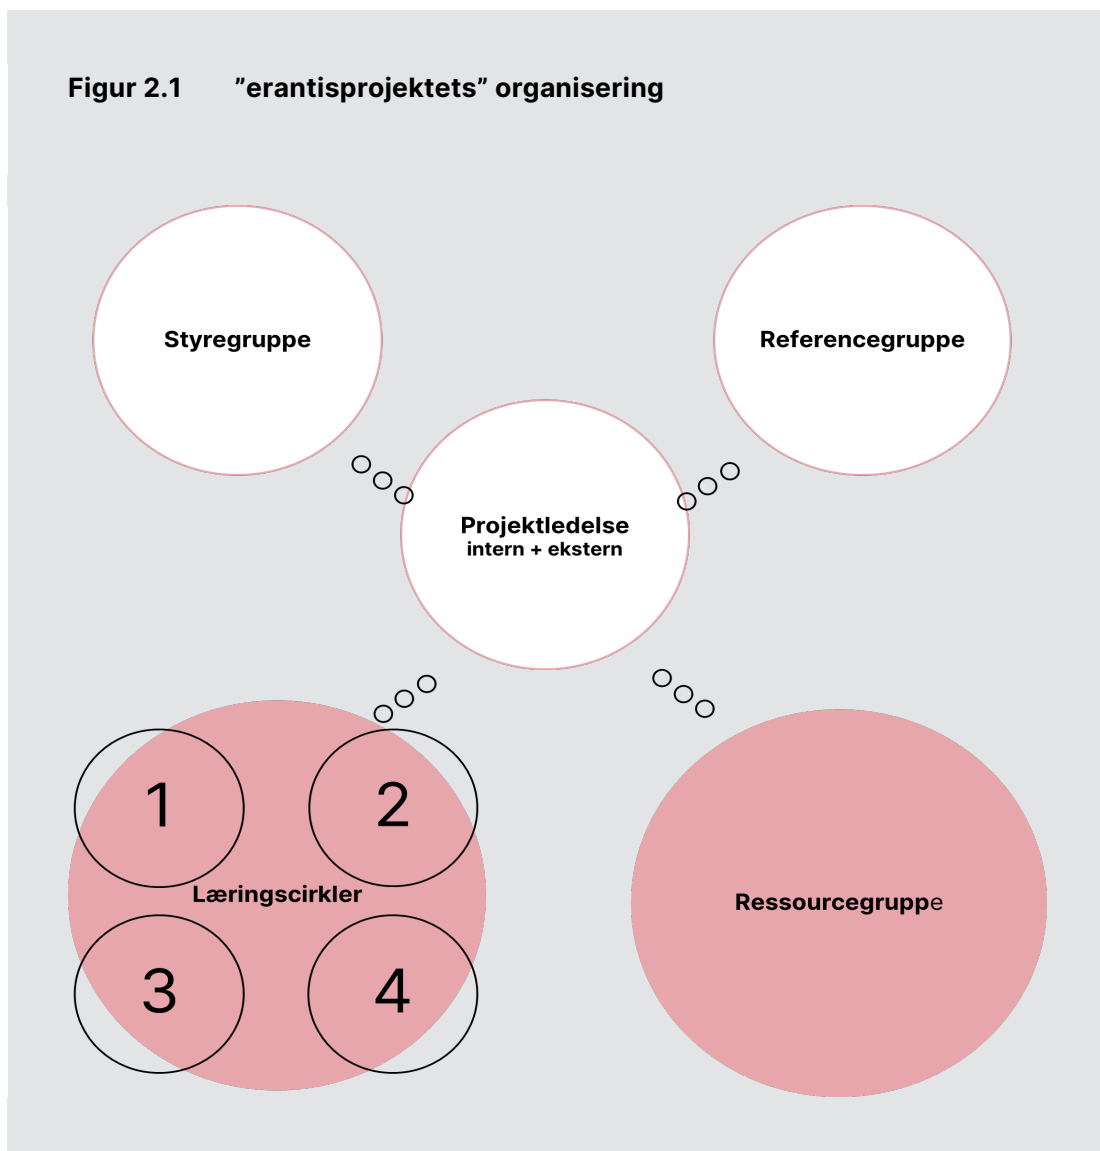 Figur 2.1 ”erantisprojektets” organisering
Styregruppe
Referencegruppe
Projektledelse
intern + ekstern
1
2
Læringscirkler
3
4
Ressourcegruppe